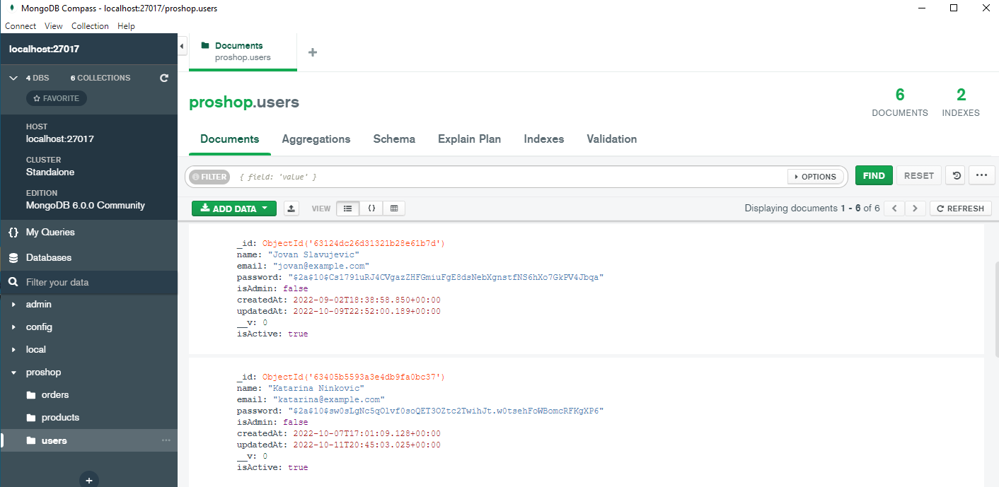 MongoDB Compass - localhost:27017/proshop.users
Connect View Collection Help
localhost:27017
4 DBS 6 COLLECTIONS
FAVORITE
HOST
localhost:27017
CLUSTER
Standalone
EDITION
MongoDB 6.0.0 Community
{} My Queries
Databases
Filter your data
admin
config
local
proshop
orders
products
users
Documents
proshop.users
proshop.users
6
DOCUMENTS
2
INDEXES
Documents Aggregations Schema Explain Plan Indexes Validation
FILTER { field: 'value' } OPTIONS FIND RESET ...
ADD DATA VIEW {} Displaying documents 1 - 6 of 6 < > REFRESH
_id: ObjectId('63124dc26d31321b28e61b7d')
name: "Jovan Slavujevic"
email: "jovan@example.com"
password: "$2a$10$Cs1791uRJ4CVgazZHFGmiuFgE8dsNebXgnstfNS6hXo7GkPV4Jbqa"
isAdmin: false
createdAt: 2022-09-02T18:38:58.850+00:00
updatedAt: 2022-10-09T22:52:00.189+00:00
__v: 0
isActive: true
_id: ObjectId('63405b5593a3e4db9fa0bc37')
name: "Katarina Ninkovic"
email: "katarina@example.com"
password: "$2a$10$sw0sLgNc5qOlvf0soQET3OZtc2TwihJt.w0tsehFoWBomcRFKgXP6"
isAdmin: false
createdAt: 2022-10-07T17:01:09.128+00:00
updatedAt: 2022-10-11T20:45:03.025+00:00
__v: 0
isActive: true